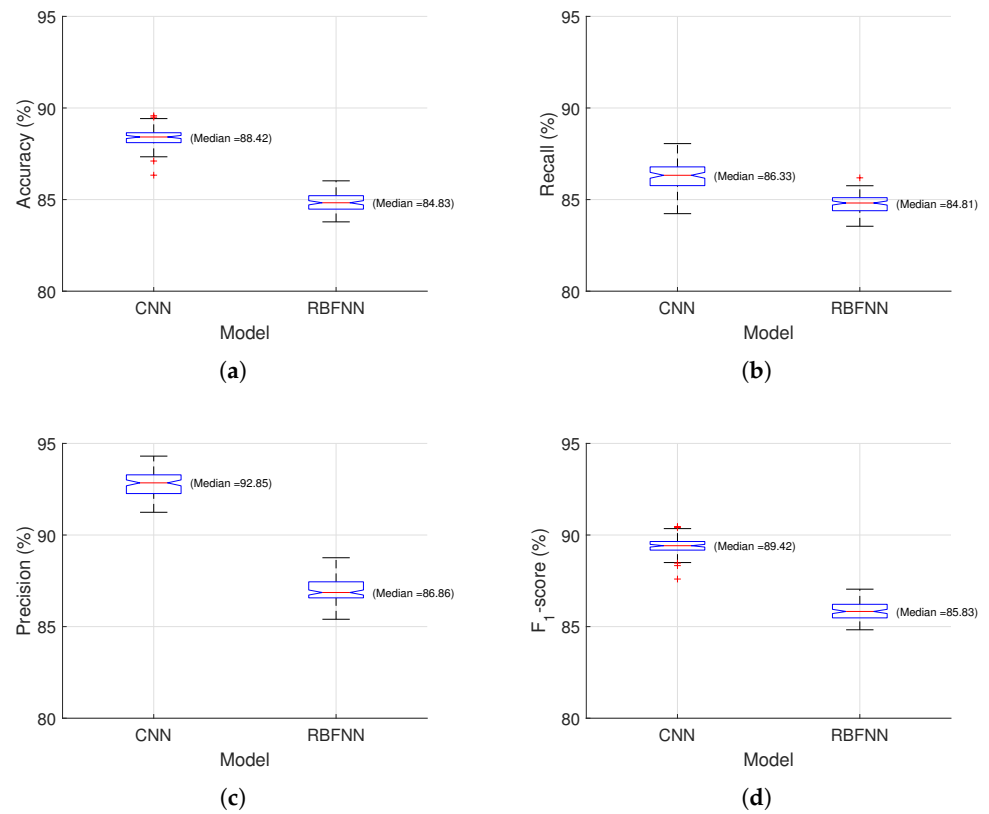 95
90
85
80
Accuracy (%)
(Median =88.42)
(Median =84.83)
CNN RBFNN
Model
(a)
95
90
85
80
Recall (%)
(Median =86.33)
(Median =84.81)
CNN RBFNN
Model
(b)
95
90
85
80
Precision (%)
(Median =92.85)
(Median =86.86)
CNN RBFNN
Model
(c)
95
90
85
80
F1-score (%)
(Median =89.42)
(Median =85.83)
CNN RBFNN
Model
(d)